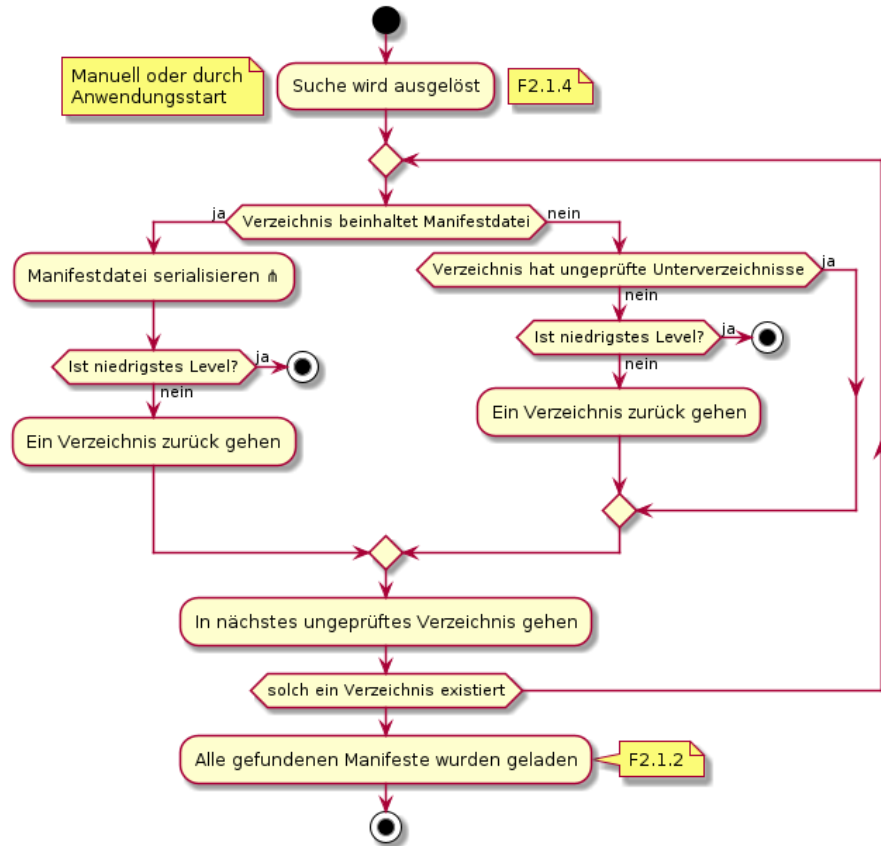 Manuell oder durch
Anwendungsstart
Suche wird ausgelöst
F2.1.4
ja
Verzeichnis beinhaltet Manifestdatei
nein
Manifestdatei serialisieren ⋔
Verzeichnis hat ungeprüfte Unterverzeichnisse
ja
nein
Ist niedrigstes Level?
ja
nein
Ist niedrigstes Level?
ja
nein
Ein Verzeichnis zurück gehen
Ein Verzeichnis zurück gehen
In nächstes ungeprüftes Verzeichnis gehen
solch ein Verzeichnis existiert
Alle gefundenen Manifeste wurden geladen
F2.1.2